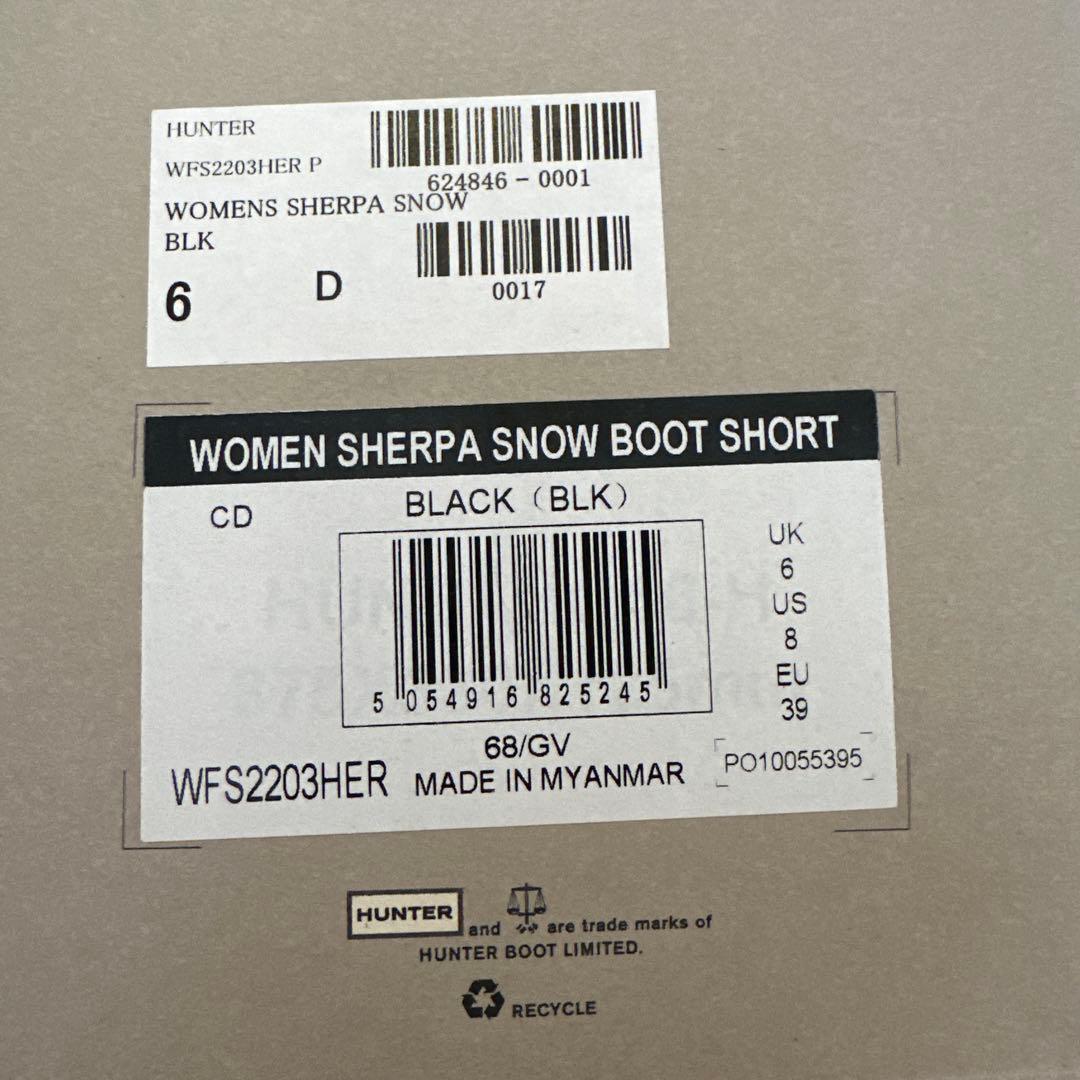 HUNTER
WFS2203HER P
624846-0001
WOMENS SHERPA SNOW
BLK
6 D
0017
WOMEN SHERPA SNOW BOOT SHORT
CD
BLACK (BLK)
UK
6
US
8
EU
39
5 054916 825245
68/GV
WFS2203HER
MADE IN MYANMAR
PO10055395
HUNTER and are trade marks of
HUNTER BOOT LIMITED.
RECYCLE